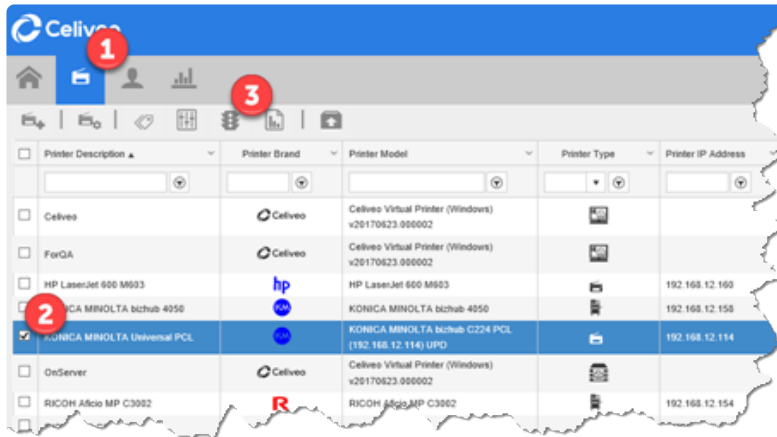 Celiveo
1
3
Printer Description Printer Brand Printer Model Printer Type Printer IP Address
Celiveo Celiveo Celiveo Virtual Printer (Windows)
v20170623.000002
ForQA Celiveo Celiveo Virtual Printer (Windows)
v20170623.000002
HP LaserJet 600 M603 hp HP LaserJet 600 M603 192.168.12.160
2
MINOLTA bizhub 4050 KM KONICA MINOLTA bizhub 4050 192.168.12.158
KONICA MINOLTA Universal PCL KM KONICA MINOLTA bizhub C224 PCL 192.168.12.114
(192.168.12.114) UPD
OnServer Celiveo Celiveo Virtual Printer (Windows)
v20170623.000002
RICOH Aficio MP C3002 R RICOH Aficio MP C3002 192.168.12.154